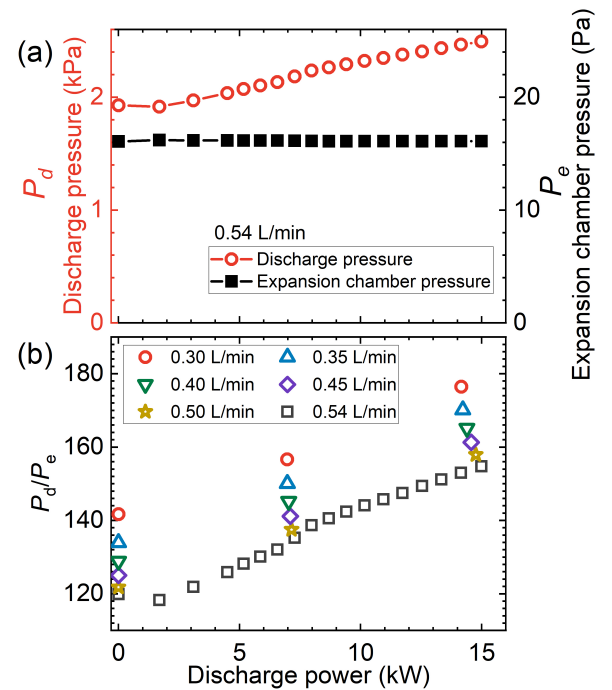 (a)
P_d
Discharge pressure (kPa)
2
1
0
20
10
0
P_e
Expansion chamber pressure (Pa)
0.54 L/min
Discharge pressure
Expansion chamber pressure
(b)
P_d/P_e
180
160
140
120
0.30 L/min
0.35 L/min
0.40 L/min
0.45 L/min
0.50 L/min
0.54 L/min
0
5
10
15
Discharge power (kW)